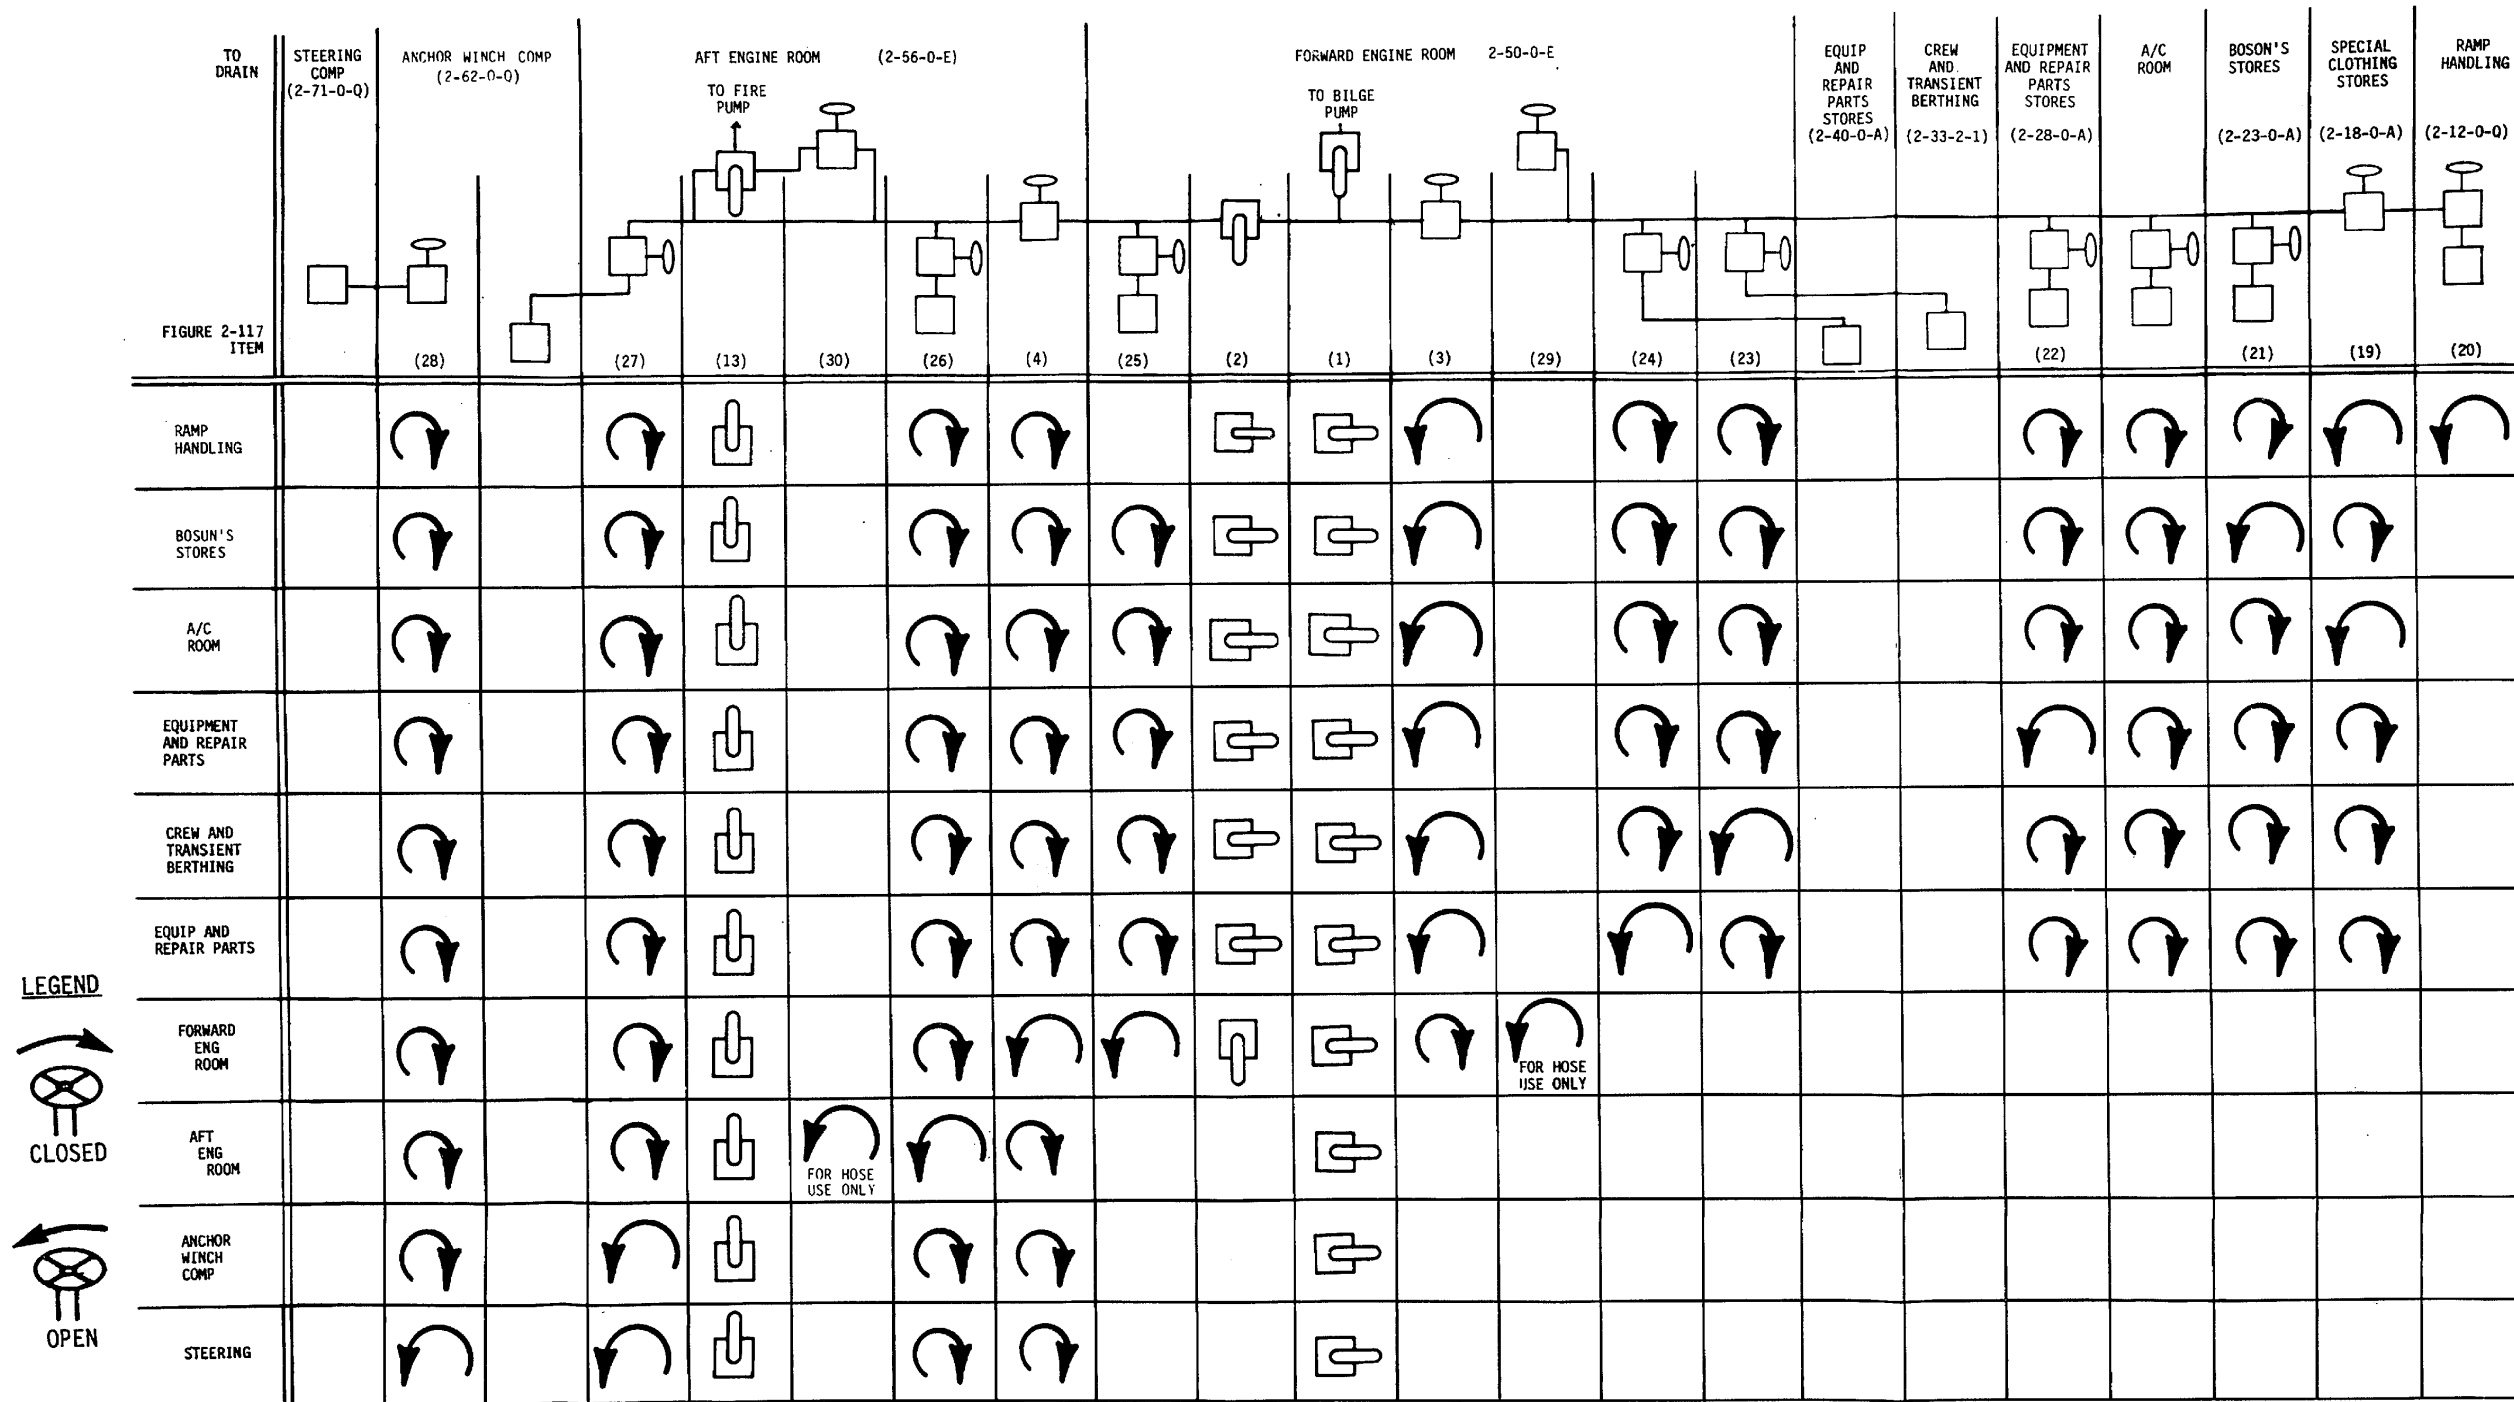 TO
DRAIN
STEERING
COMP
(2-71-0-Q)
ANCHOR WINCH COMP
(2-62-0-Q)
AFT ENGINE ROOM (2-56-0-E)
TO FIRE
PUMP
FORWARD ENGINE ROOM 2-50-0-E
TO BILGE
PUMP
EQUIP
AND
REPAIR
PARTS
STORES
(2-40-0-A)
CREW
AND
TRANSIENT
BERTHING
(2-33-2-1)
EQUIPMENT
AND REPAIR
PARTS
STORES
(2-28-0-A)
A/C
ROOM
BOSON'S
STORES
(2-23-0-A)
SPECIAL
CLOTHING
STORES
(2-18-0-A)
RAMP
HANDLING
(2-12-0-Q)
FIGURE 2-117
ITEM
(28) (27) (13) (30) (26) (4) (25) (2) (1) (3) (29) (24) (23) (22) (21) (19) (20)
RAMP
HANDLING
BOSUN'S
STORES
A/C
ROOM
EQUIPMENT
AND REPAIR
PARTS
CREW AND
TRANSIENT
BERTHING
EQUIP AND
REPAIR PARTS
FORWARD
ENG
ROOM
FOR HOSE
USE ONLY
AFT
ENG
ROOM
FOR HOSE
USE ONLY
ANCHOR
WINCH
COMP
STEERING
LEGEND
CLOSED
OPEN